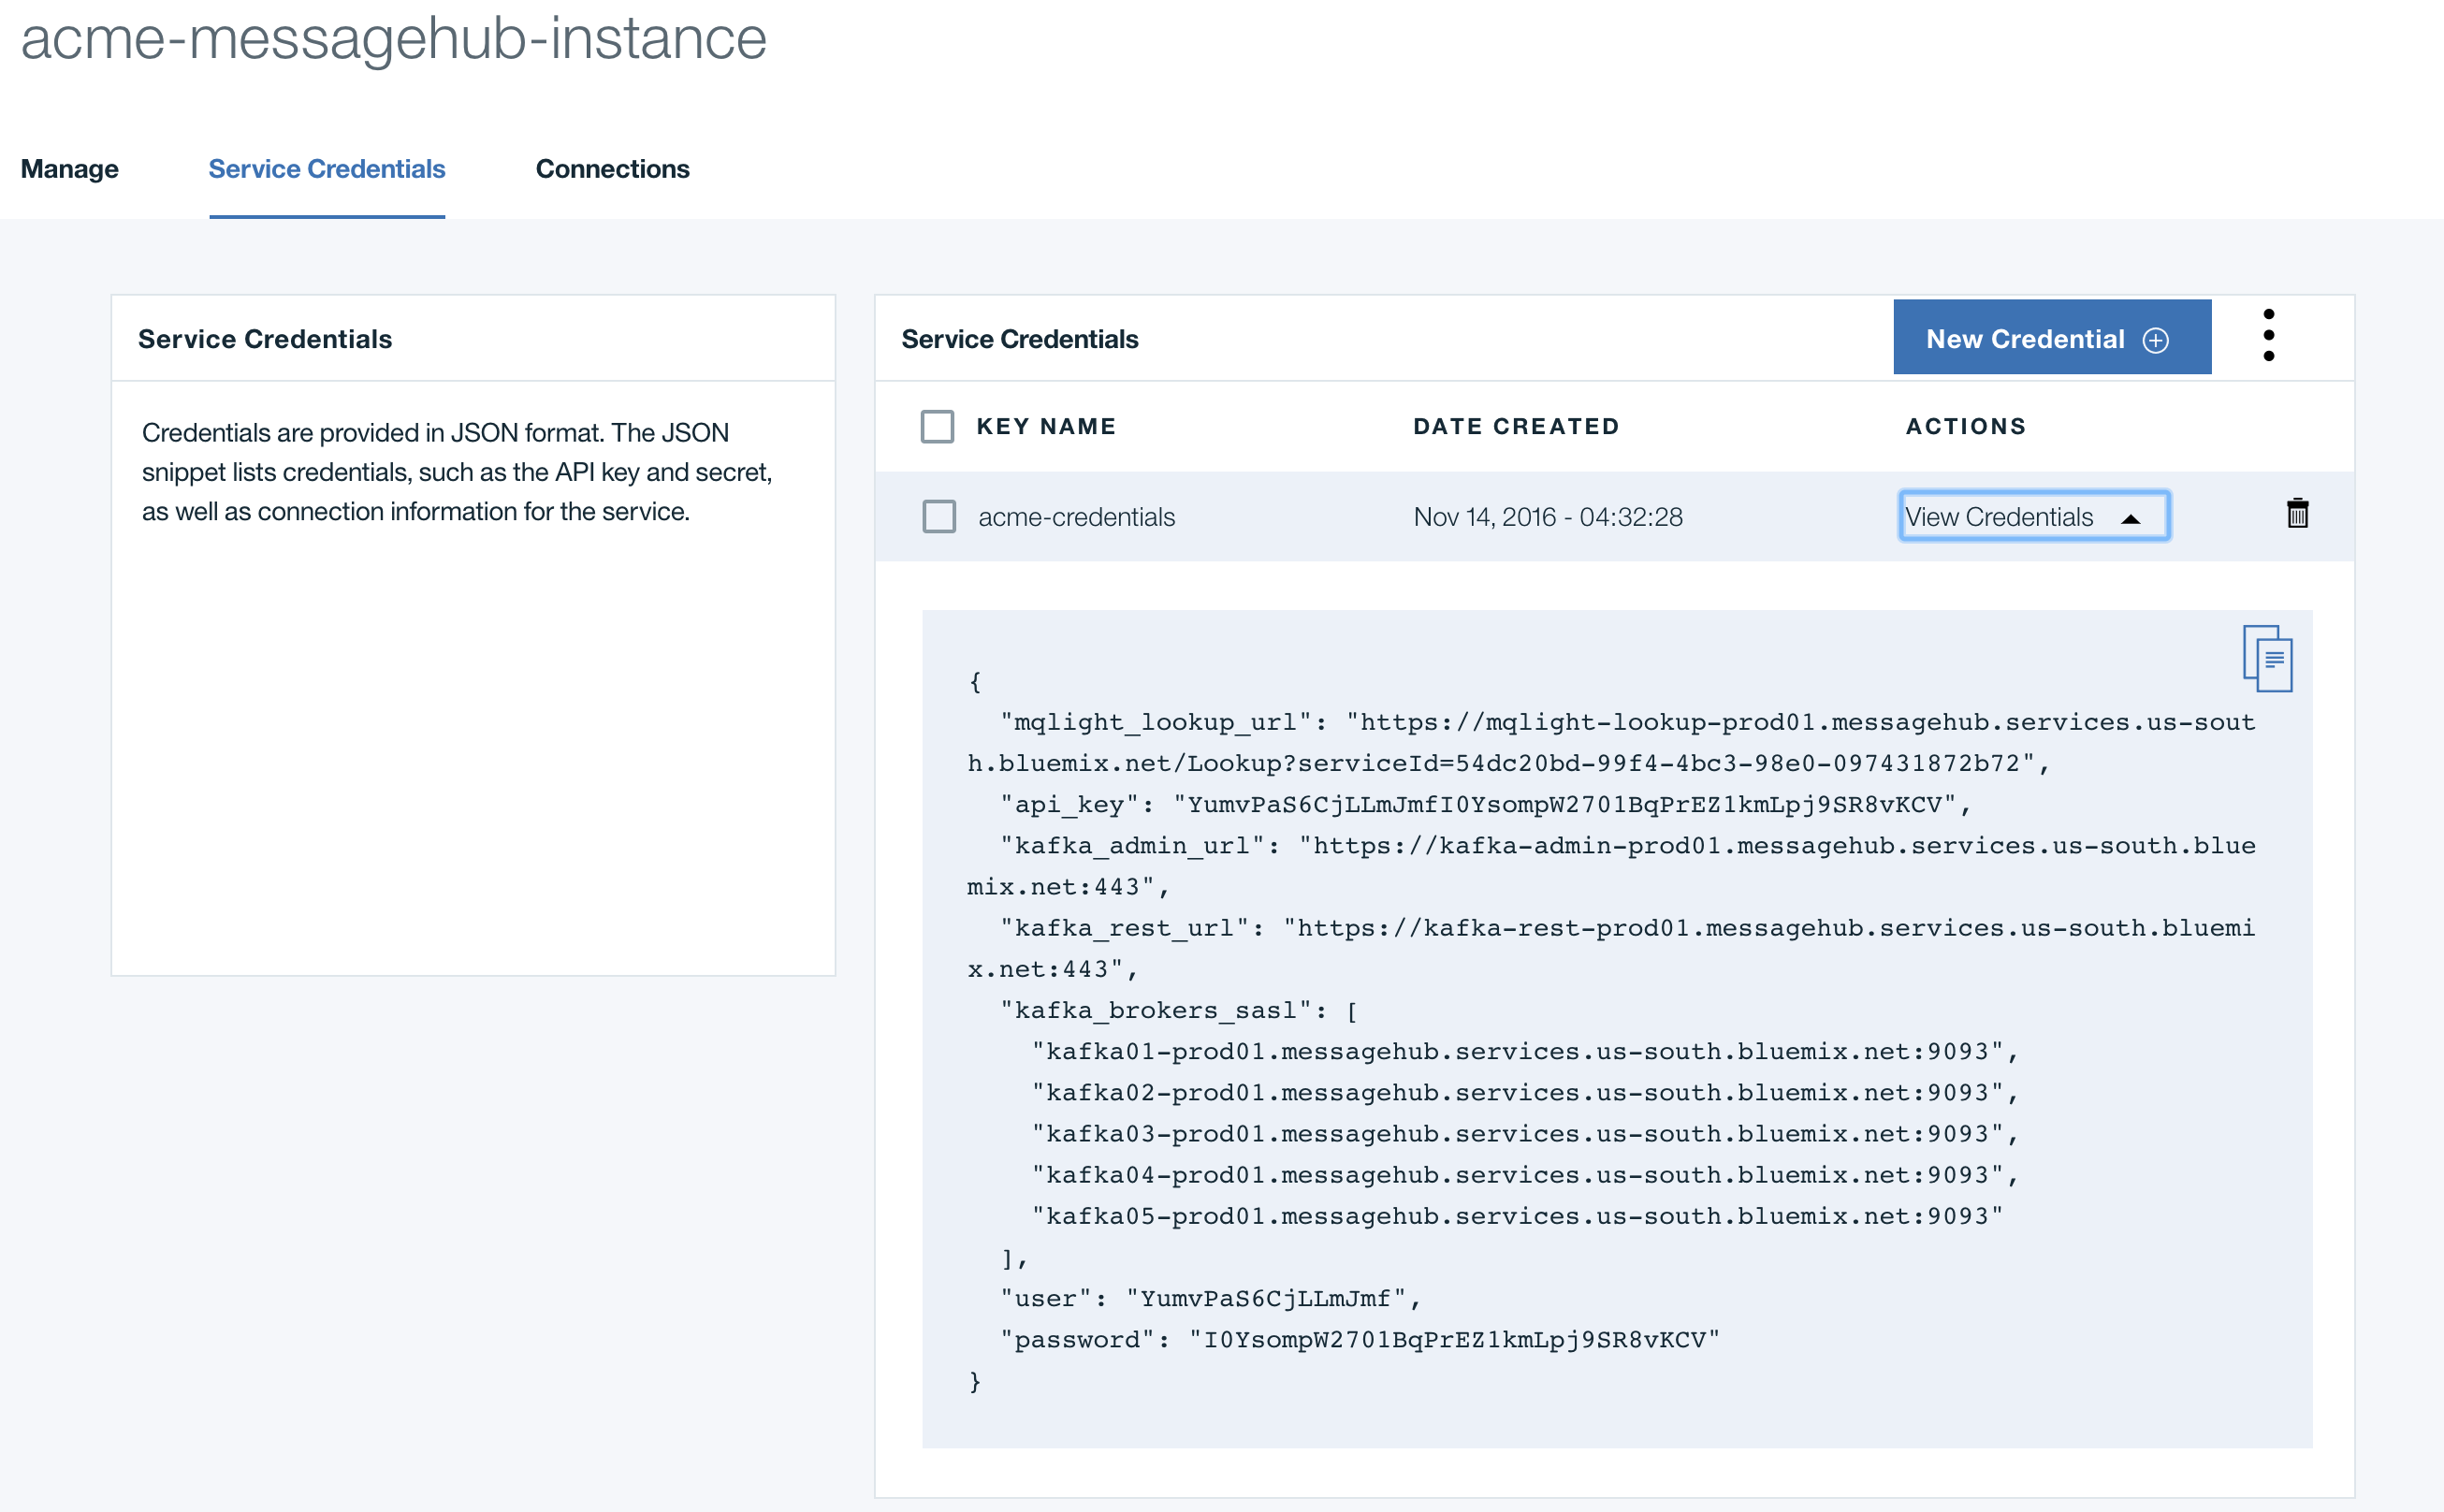 acme-messagehub-instance
Manage
Service Credentials
Connections
Service Credentials
Credentials are provided in JSON format. The JSON
snippet lists credentials, such as the API key and secret,
as well as connection information for the service.
Service Credentials
New Credential
KEY NAME
DATE CREATED
ACTIONS
acme-credentials
Nov 14, 2016 - 04:32:28
View Credentials
{
"mqlight_lookup_url": "https://mqlight-lookup-prod01.messagehub.services.us-sout
h.bluemix.net/Lookup?serviceId=54dc20bd-99f4-4bc3-98e0-097431872b72",
"api_key": "YumvPaS6CjLLmJmfI0YsompW2701BqPrEZ1kmLpj9SR8vKCV",
"kafka_admin_url": "https://kafka-admin-prod01.messagehub.services.us-south.blue
mix.net:443",
"kafka_rest_url": "https://kafka-rest-prod01.messagehub.services.us-south.bluemi
x.net:443",
"kafka_brokers_sasl": [
"kafka01-prod01.messagehub.services.us-south.bluemix.net:9093",
"kafka02-prod01.messagehub.services.us-south.bluemix.net:9093",
"kafka03-prod01.messagehub.services.us-south.bluemix.net:9093",
"kafka04-prod01.messagehub.services.us-south.bluemix.net:9093",
"kafka05-prod01.messagehub.services.us-south.bluemix.net:9093"
],
"user": "YumvPaS6CjLLmJmf",
"password": "I0YsompW2701BqPrEZ1kmLpj9SR8vKCV"
}